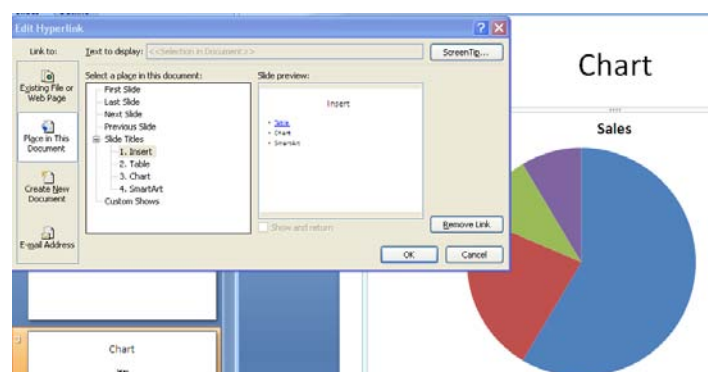 Edit Hyperlink
Link to:
Text to display: <<Selection in Document>>
ScreenTip...
Existing File or
Web Page
Place in This
Document
Create New
Document
E-mail Address
Select a place in this document:
First Slide
Last Slide
Next Slide
Previous Slide
Slide Titles
1. Insert
2. Table
3. Chart
4. SmartArt
Custom Shows
Slide preview:
Insert
• Table
• Chart
• SmartArt
Show and return
Remove Link
OK
Cancel
Chart
Sales
3
Chart